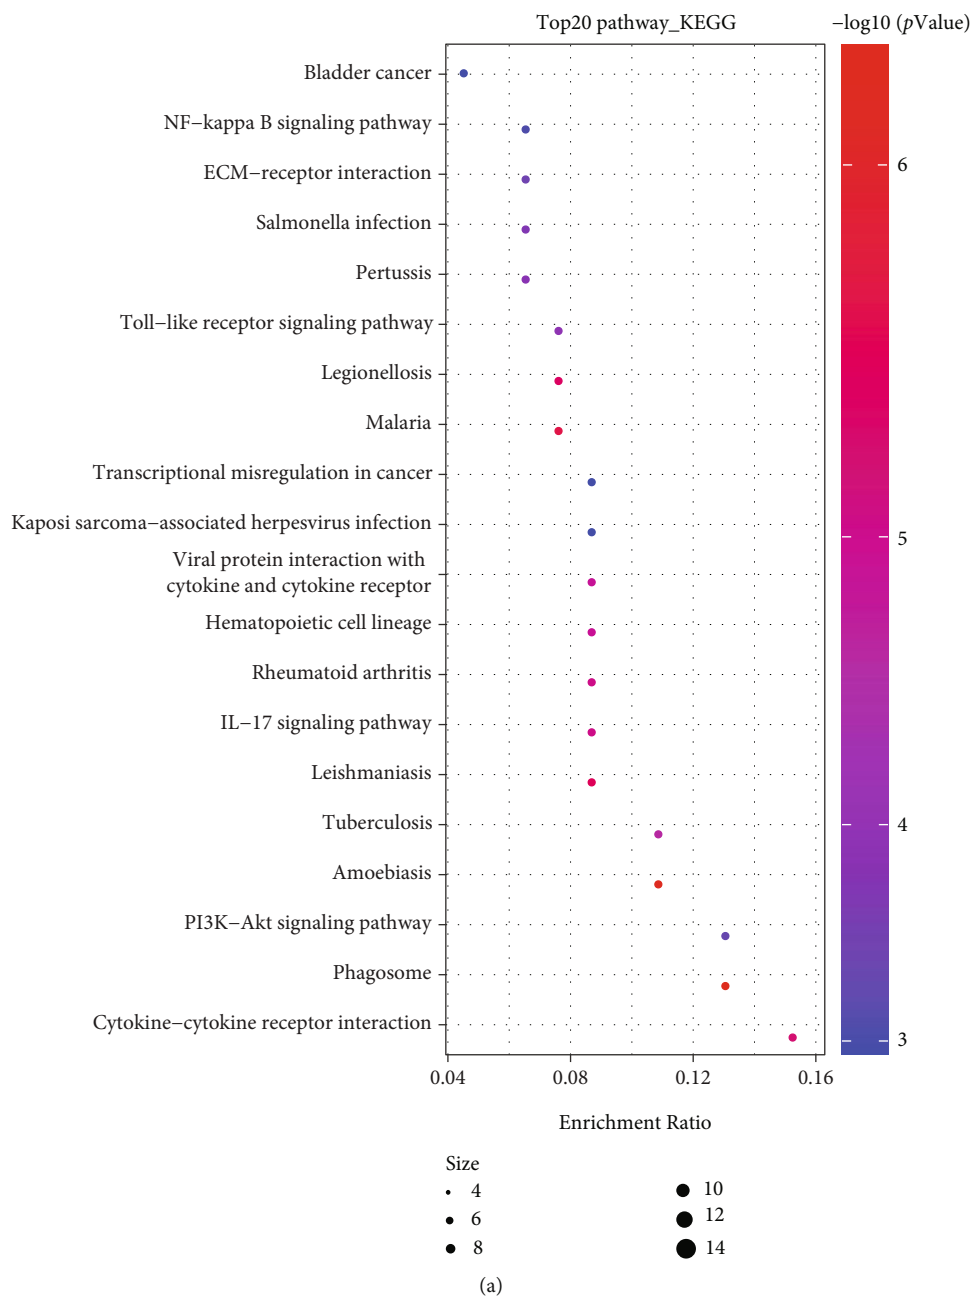 Top20 pathway_KEGG
−log10 (pValue)
Bladder cancer
NF−kappa B signaling pathway
ECM−receptor interaction
Salmonella infection
Pertussis
Toll−like receptor signaling pathway
Legionellosis
Malaria
Transcriptional misregulation in cancer
Kaposi sarcoma−associated herpesvirus infection
Viral protein interaction with
cytokine and cytokine receptor
Hematopoietic cell lineage
Rheumatoid arthritis
IL−17 signaling pathway
Leishmaniasis
Tuberculosis
Amoebiasis
PI3K−Akt signaling pathway
Phagosome
Cytokine−cytokine receptor interaction
6
5
4
3
0.04 0.08 0.12 0.16
Enrichment Ratio
Size
4 10
6 12
8 14
(a)